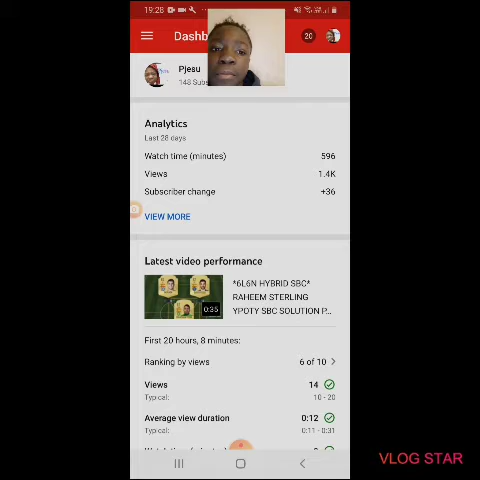 19:28
Dashb
20
Pjesu
148 Subs
Analytics
Last 28 days
Watch time (minutes) 596
Views 1.4K
Subscriber change +36
VIEW MORE
Latest video performance
*6L6N HYBRID SBC*
RAHEEM STERLING
YPOTY SBC SOLUTION P...
0:35
First 20 hours, 8 minutes:
Ranking by views 6 of 10
Views 14
Typical: 10 - 20
Average view duration 0:12
Typical: 0:11 - 0:31
VLOG STAR